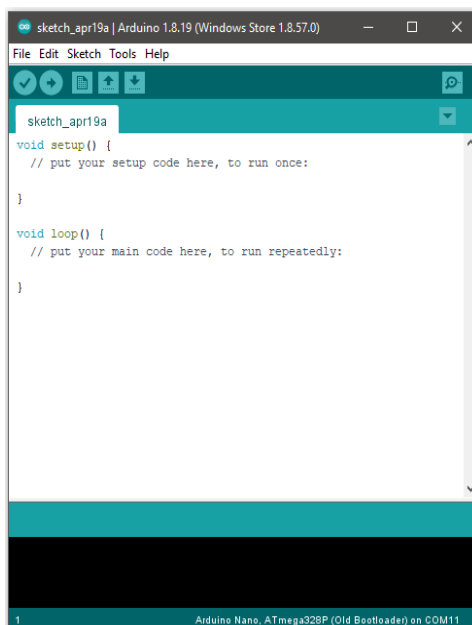 sketch_apr19a | Arduino 1.8.19 (Windows Store 1.8.57.0)
File Edit Sketch Tools Help
sketch_apr19a
void setup() {
  // put your setup code here, to run once:

}

void loop() {
  // put your main code here, to run repeatedly:

}
1 Arduino Nano, ATmega328P (Old Bootloader) on COM11